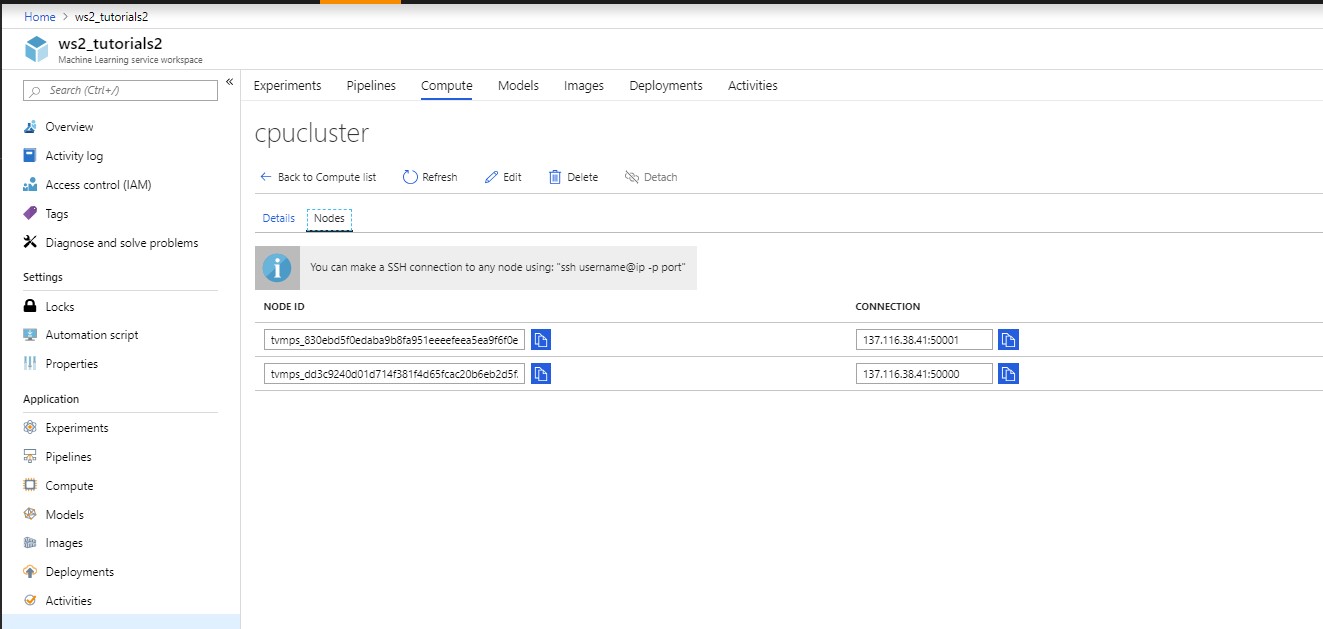 Home > ws2_tutorials2
ws2_tutorials2
Machine Learning service workspace
Search (Ctrl+/)
«
Overview
Activity log
Access control (IAM)
Tags
Diagnose and solve problems
Settings
Locks
Automation script
Properties
Application
Experiments
Pipelines
Compute
Models
Images
Deployments
Activities
Experiments Pipelines Compute Models Images Deployments Activities
cpucluster
Back to Compute list Refresh Edit Delete Detach
Details Nodes
You can make a SSH connection to any node using: "ssh username@ip -p port"
NODE ID CONNECTION
tvmps_830ebd5f0edaba9b8fa951eeeefeea5ea9f6f0e 137.116.38.41:50001
tvmps_dd3c9240d01d714f381f4d65fcac20b6eb2d5f. 137.116.38.41:50000